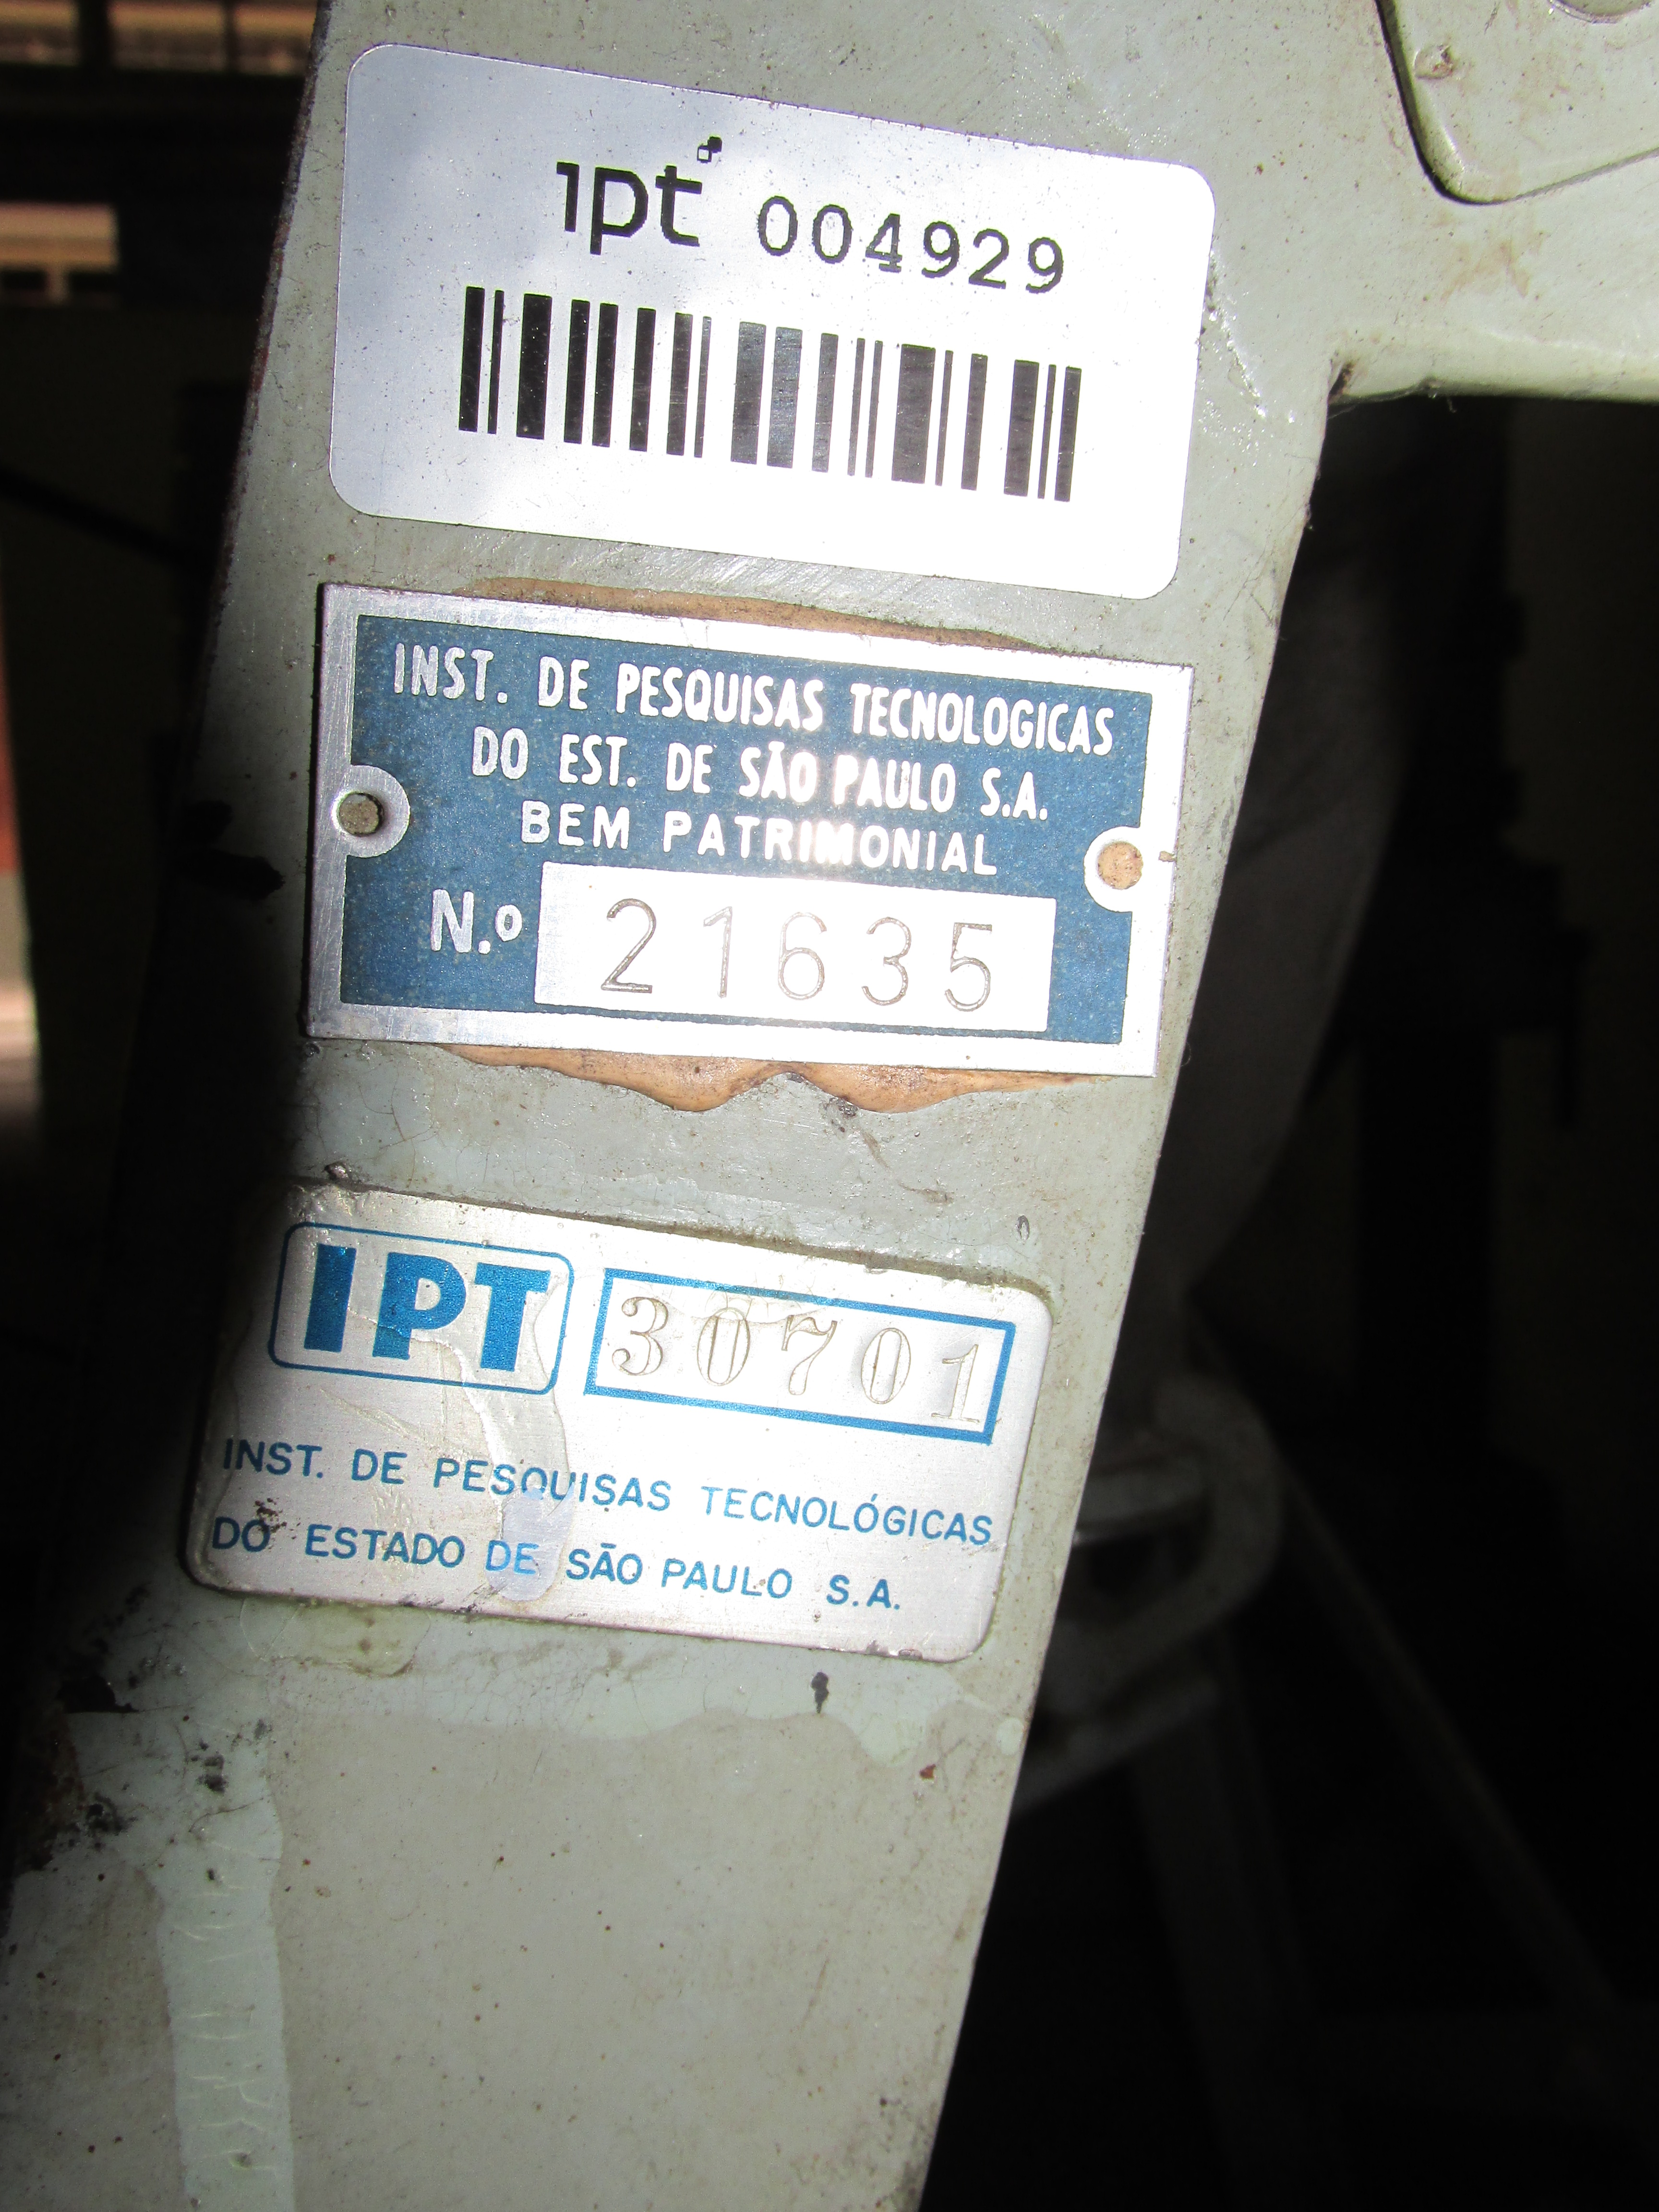 ipt 004929
INST. DE PESQUISAS TECNOLOGICAS
DO EST. DE SÃO PAULO S.A.
BEM PATRIMONIAL
N.º 21635
IPT 30701
INST. DE PESQUISAS TECNOLÓGICAS
DO ESTADO DE SÃO PAULO S.A.